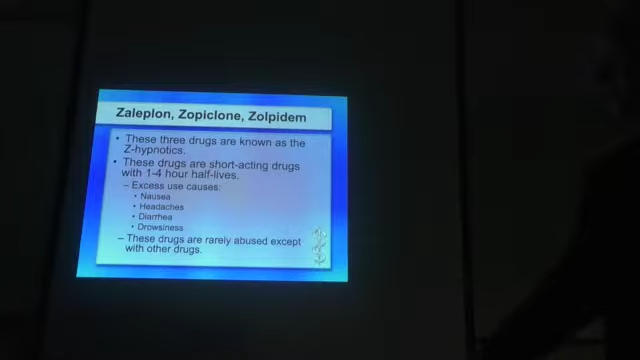 Zaleplon, Zopiclone, Zolpidem
• These three drugs are known as the
Z-hypnotics.
• These drugs are short-acting drugs
with 1-4 hour half-lives.
– Excess use causes:
• Nausea
• Headaches
• Diarrhea
• Drowsiness
– These drugs are rarely abused except
with other drugs.